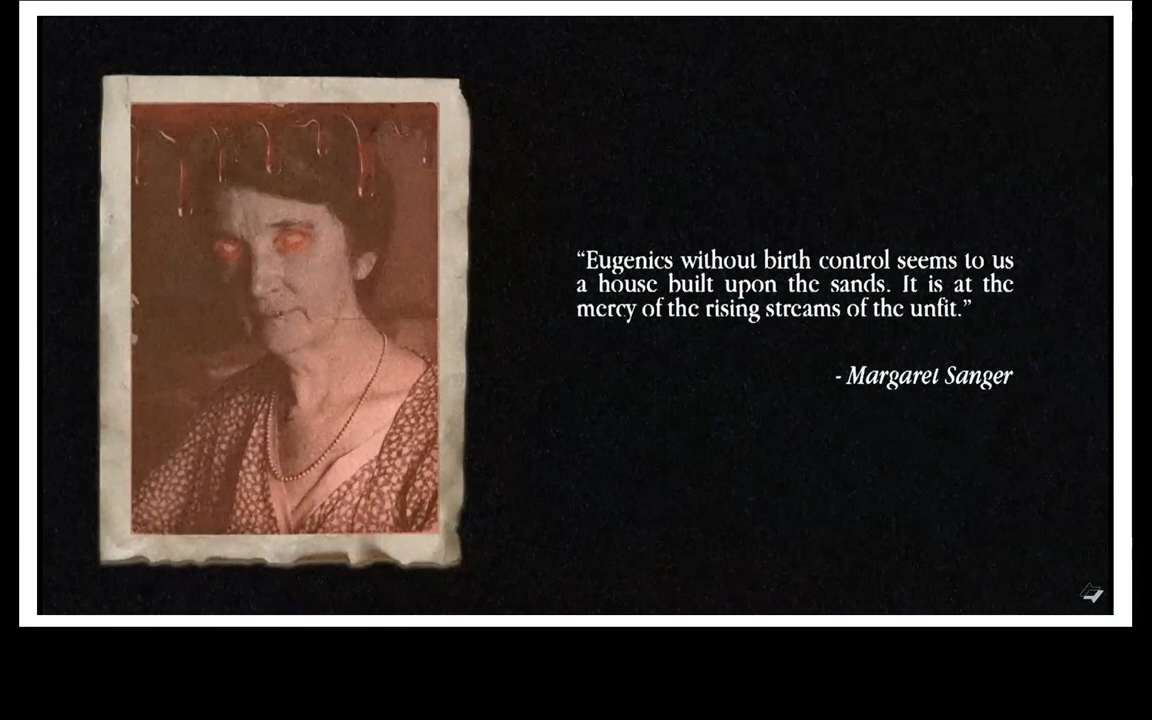 “Eugenics without birth control seems to us
a house built upon the sands. It is at the
mercy of the rising streams of the unfit.”
- Margaret Sanger